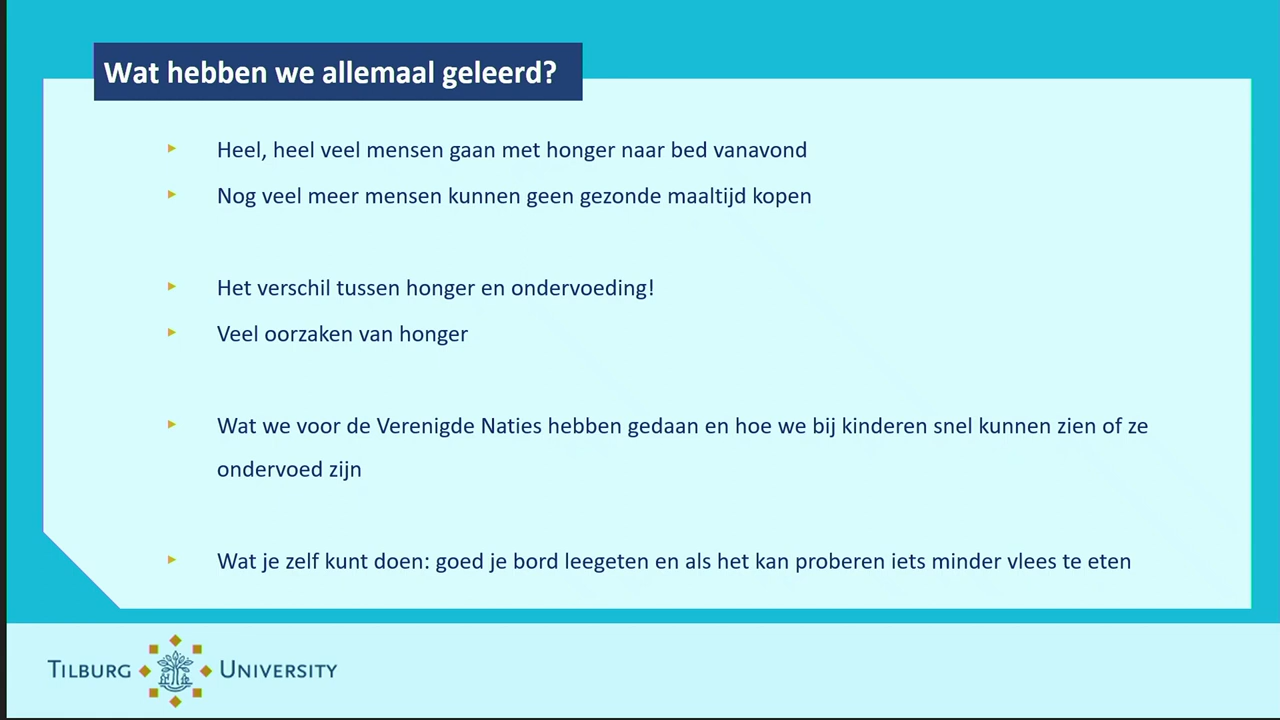 Wat hebben we allemaal geleerd?
Heel, heel veel mensen gaan met honger naar bed vanavond
Nog veel meer mensen kunnen geen gezonde maaltijd kopen
Het verschil tussen honger en ondervoeding!
Veel oorzaken van honger
Wat we voor de Verenigde Naties hebben gedaan en hoe we bij kinderen snel kunnen zien of ze
ondervoed zijn
Wat je zelf kunt doen: goed je bord leegeten en als het kan proberen iets minder vlees te eten
TILBURG UNIVERSITY